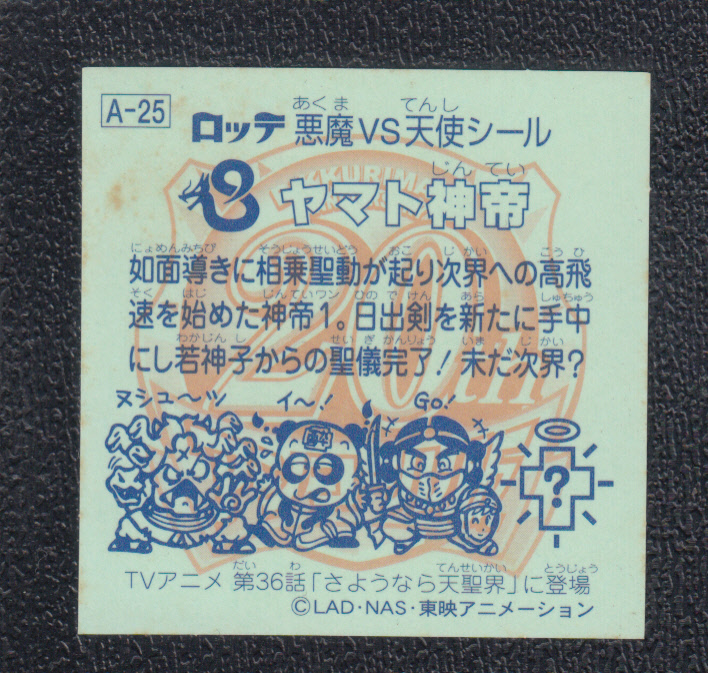 A-25
ロッテ 悪魔VS天使シール
あくま てんし
ヤマト神帝
しん てい
如面導きに相乗聖動が起り次界への高飛
にょめんみちび そうじょうせいどう おこ じかい こうひ
速を始めた神帝1。日出剣を新たに手中
そく はじ しんていワン ひので けん あら しゅちゅう
にし若神子からの聖儀完了！未だ次界？
わかじんし せいぎかんりょう いま じかい
ヌシュ〜ツ イ〜！ Go!
?
TVアニメ 第36話「さようなら天聖界」に登場
だい わ てんせいかい とうじょう
©LAD・NAS・東映アニメーション
20th